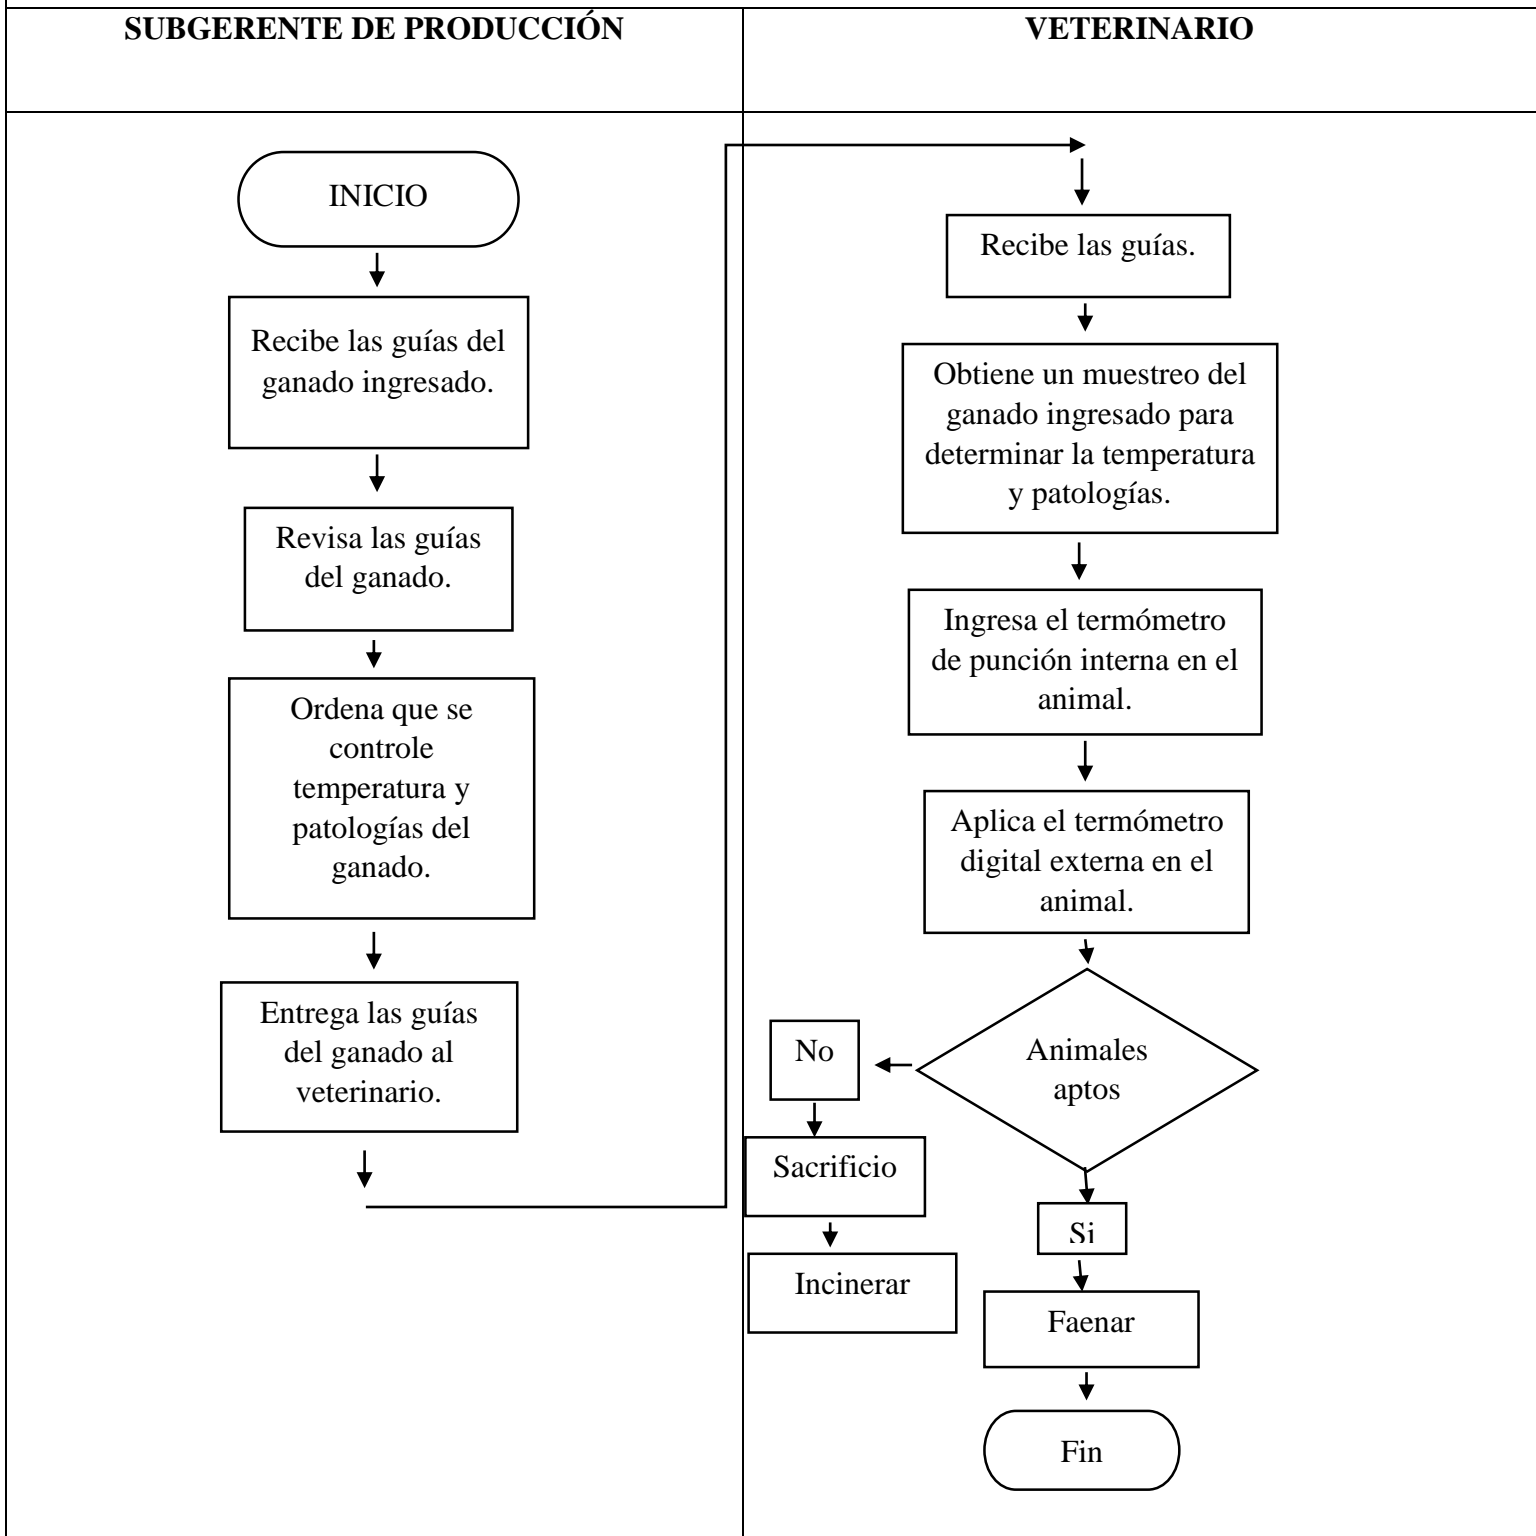 SUBGERENTE DE PRODUCCIÓN
VETERINARIO
INICIO
Recibe las guías del
ganado ingresado.
Revisa las guías
del ganado.
Ordena que se
controle
temperatura y
patologías del
ganado.
Entrega las guías
del ganado al
veterinario.
Recibe las guías.
Obtiene un muestreo del
ganado ingresado para
determinar la temperatura
y patologías.
Ingresa el termómetro
de punción interna en el
animal.
Aplica el termómetro
digital externa en el
animal.
Animales
aptos
No
Sacrificio
Incinerar
Si
Faenar
Fin